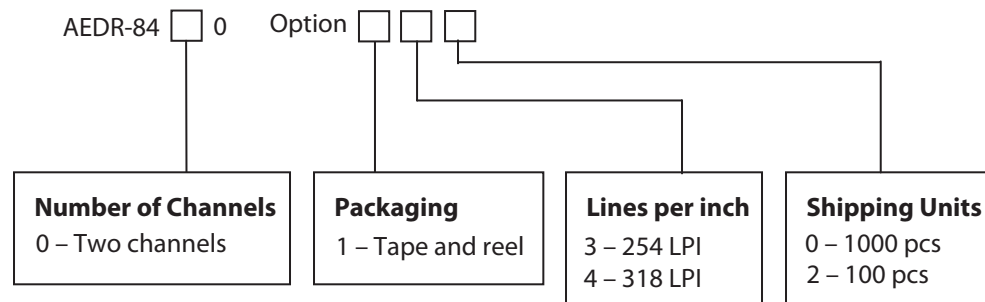 AEDR-84 0 Option
Number of Channels
0 – Two channels
Packaging
1 – Tape and reel
Lines per inch
3 – 254 LPI
4 – 318 LPI
Shipping Units
0 – 1000 pcs
2 – 100 pcs